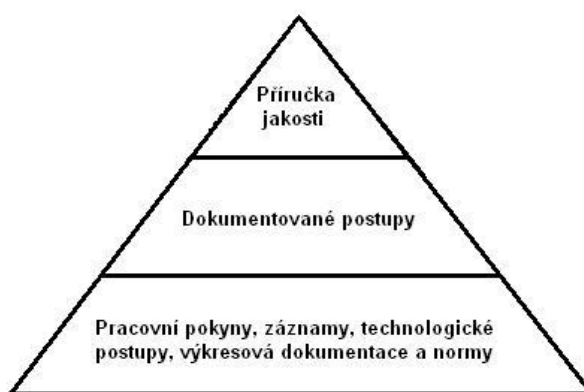 Příručka
jakosti
Dokumentované postupy
Pracovní pokyny, záznamy, technologické
postupy, výkresová dokumentace a normy